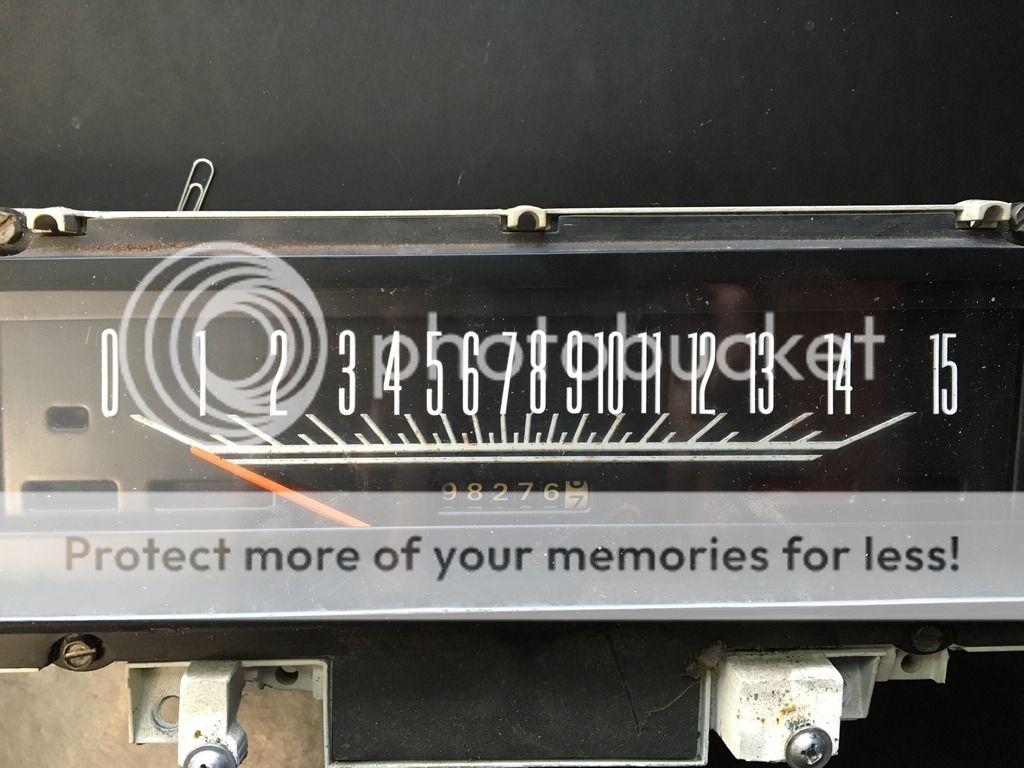 0 1 2 3 4 5 6 7 8 9 10 11 12 13 14 15
photobucket
98276
Protect more of your memories for less!